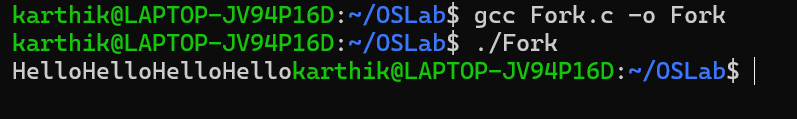 karthik@LAPTOP-JV94P16D:~/OSLab$ gcc Fork.c -o Fork
karthik@LAPTOP-JV94P16D:~/OSLab$ ./Fork
HelloHelloHelloHellokarthik@LAPTOP-JV94P16D:~/OSLab$